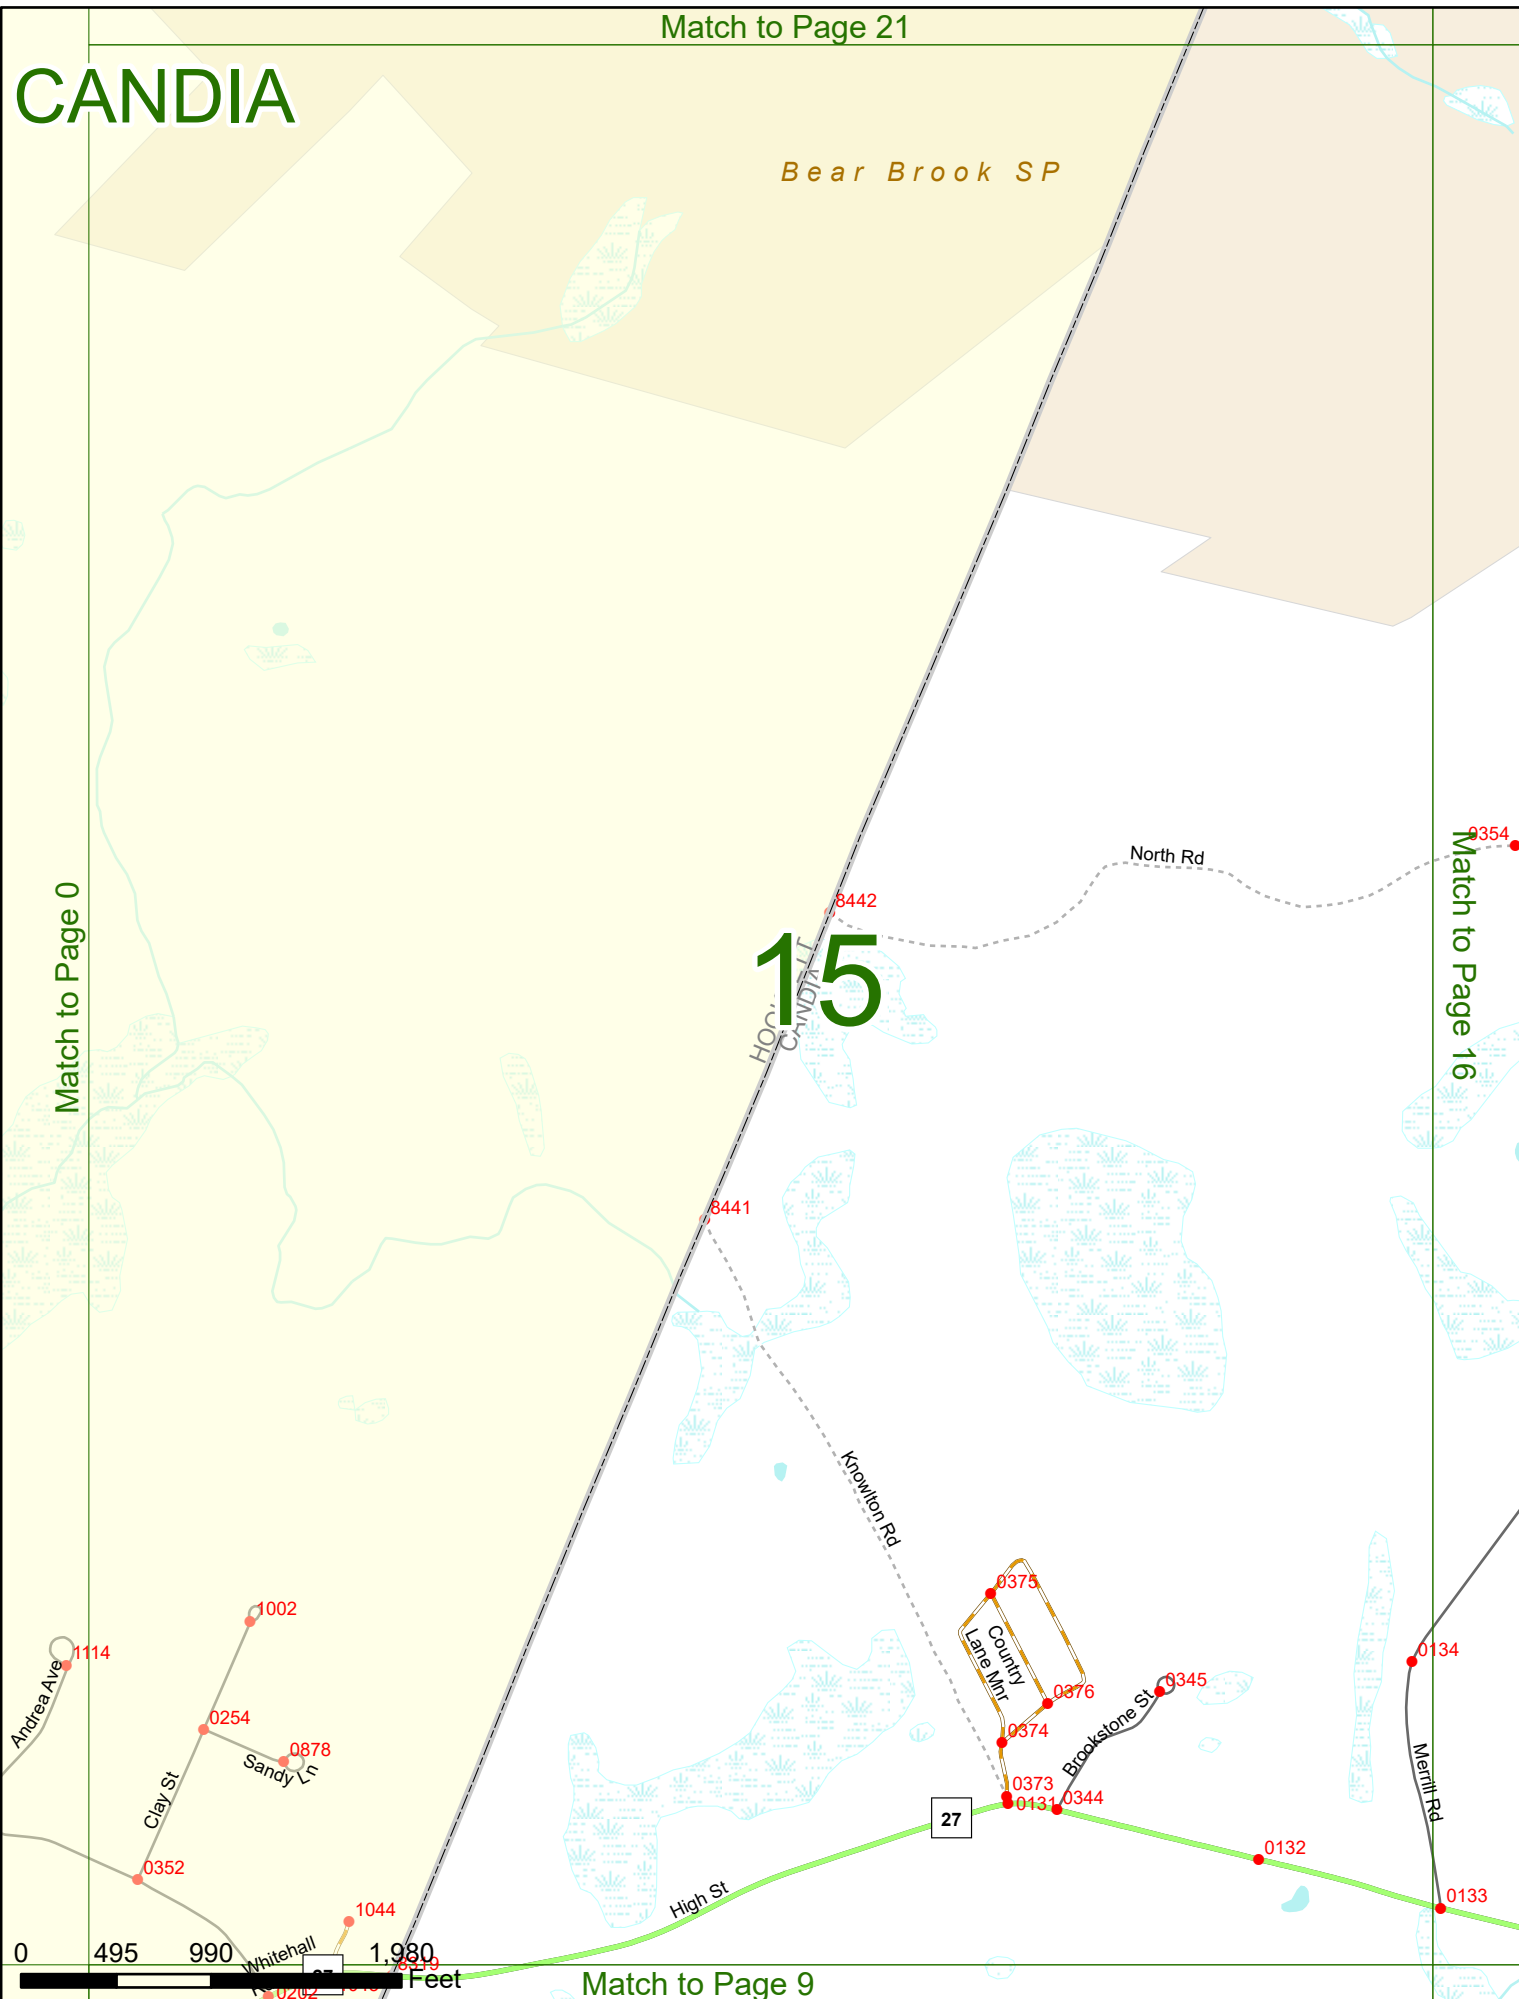 Match to Page 21
CANDIA
Bear Brook SP
0354
North Rd
Match to Page 16
Match to Page 0
8442
15
CANDIA
8441
Knowlton Rd
0375
Country
Lane Mnr
0376
0374
0373
0131
0344
Brookstone St
0345
0134
Merrill Rd
1002
1114
Andrea Ave
0254
0878
Sandy Ln
Clay St
0352
27
0132
0133
High St
1044
Whitehall
0 495 990 1,980
Feet
8319
0202
Match to Page 9